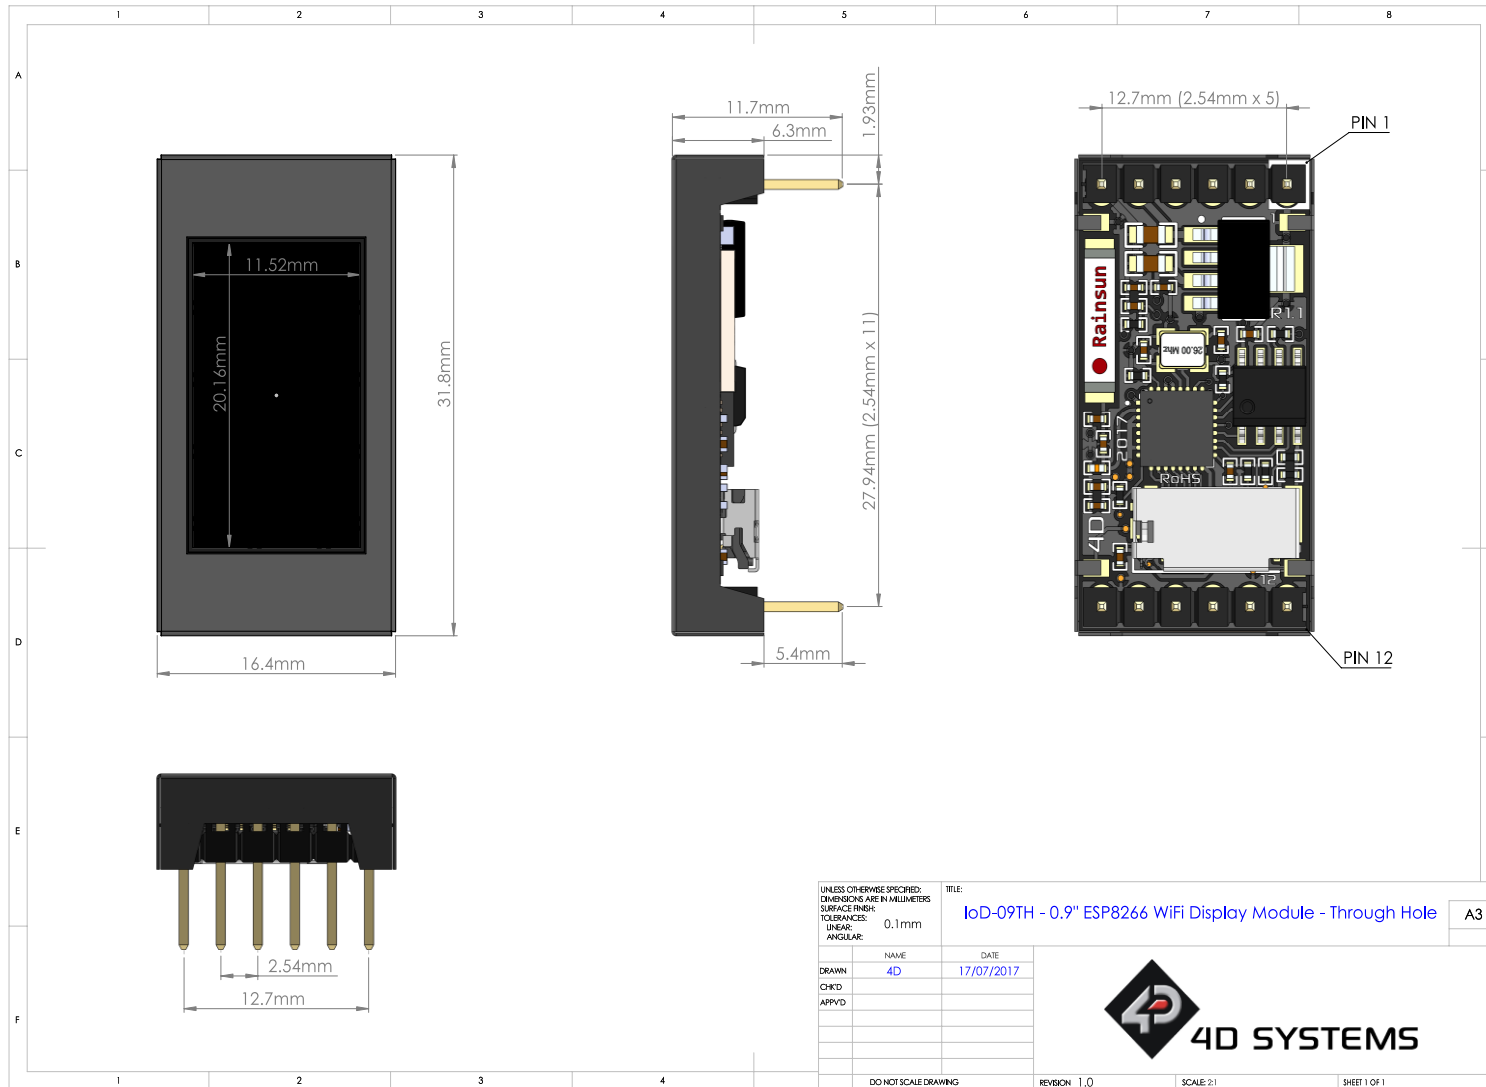 1 2 3 4 5 6 7 8
A
B
C
D
E
F
11.52mm
20.16mm
31.8mm
16.4mm
11.7mm
6.3mm
1.93mm
27.94mm (2.54mm x 11)
5.4mm
12.7mm (2.54mm x 5)
PIN 1
1
Rainsun
R1.1
26.00 Mhz
2017
RoHS
4D
12
PIN 12
2.54mm
12.7mm
UNLESS OTHERWISE SPECIFIED:
DIMENSIONS ARE IN MILLIMETERS
SURFACE FINISH:
TOLERANCES:
LINEAR: 0.1mm
ANGULAR:
TITLE:
IoD-09TH - 0.9" ESP8266 WiFi Display Module - Through Hole
A3
NAME DATE
DRAWN 4D 17/07/2017
CHK'D
APPV'D
4D SYSTEMS
DO NOT SCALE DRAWING
REVISION 1.0
SCALE: 2:1
SHEET 1 OF 1
1 2 3 4